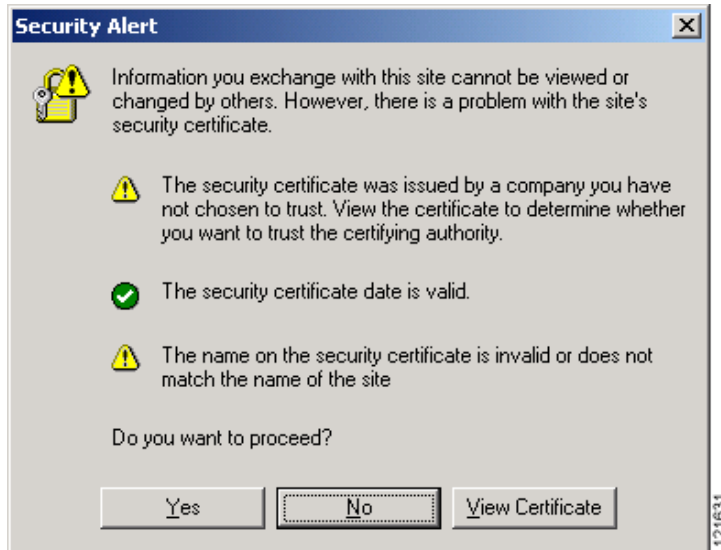 Security Alert
Information you exchange with this site cannot be viewed or
changed by others. However, there is a problem with the site's
security certificate.
The security certificate was issued by a company you have
not chosen to trust. View the certificate to determine whether
you want to trust the certifying authority.
The security certificate date is valid.
The name on the security certificate is invalid or does not
match the name of the site
Do you want to proceed?
Yes
No
View Certificate
121631